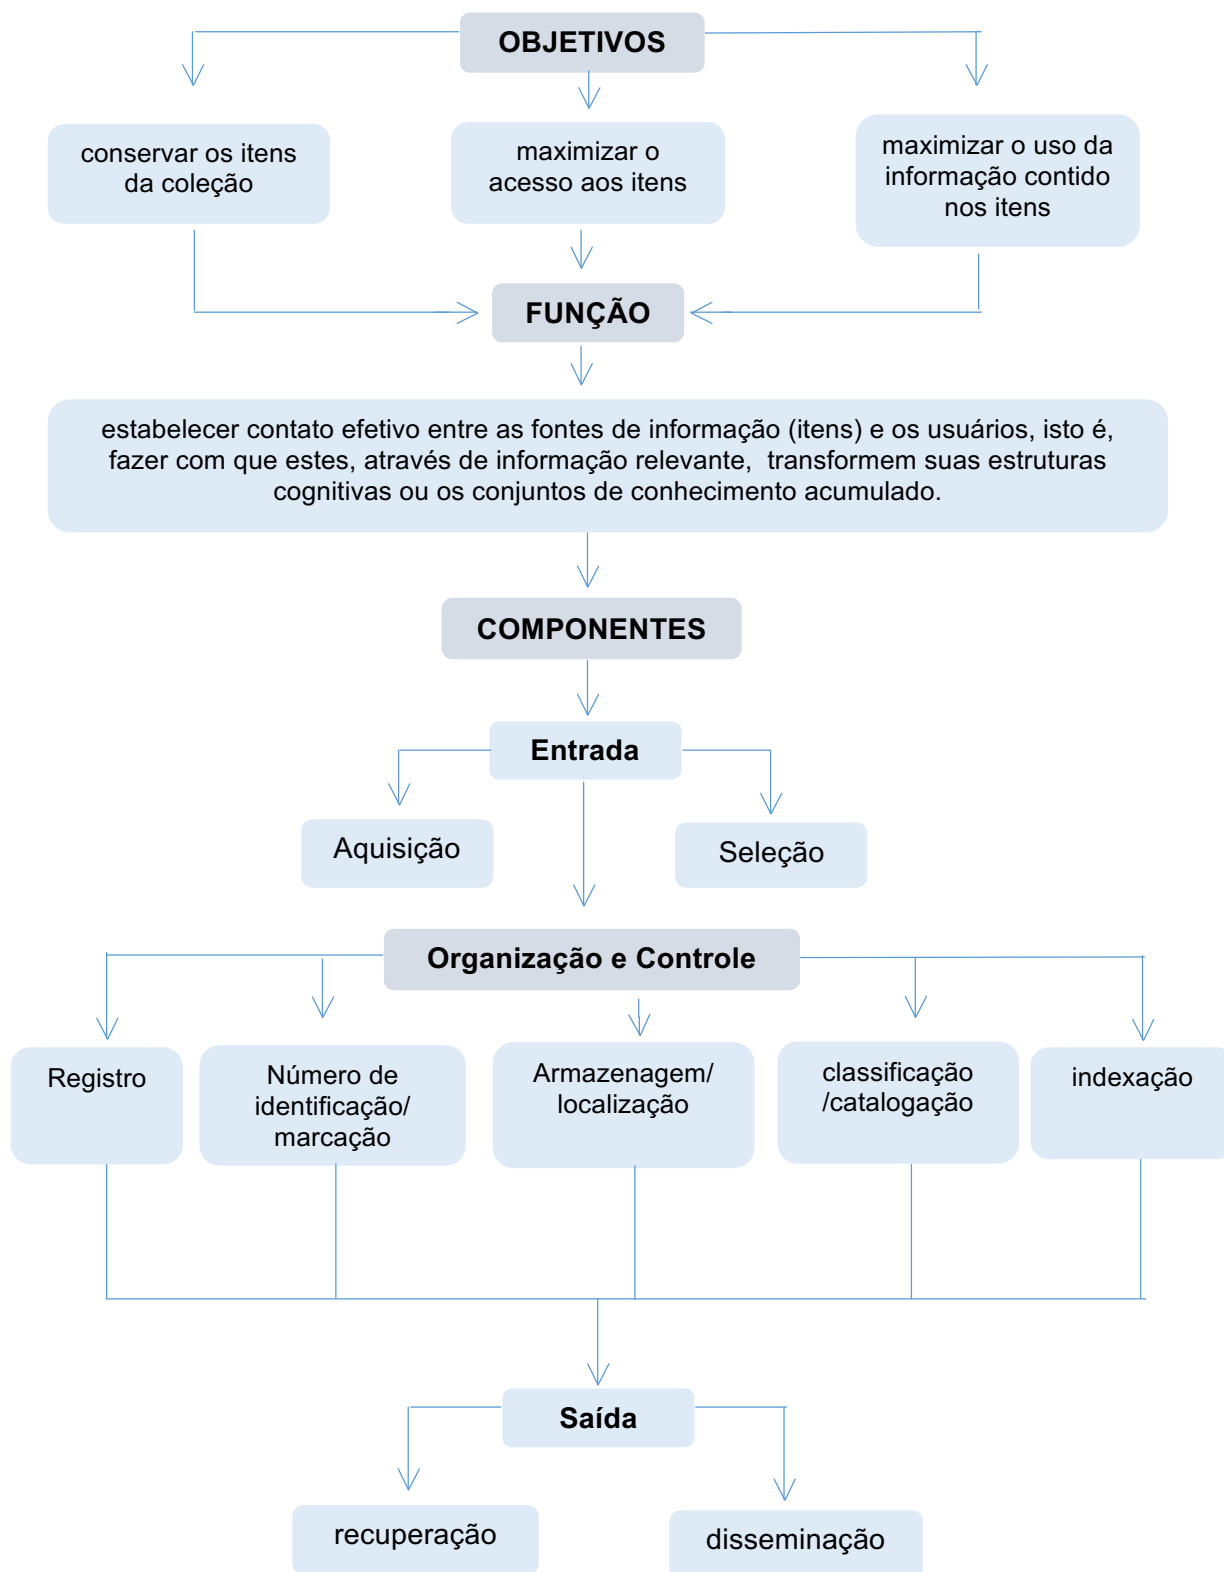 OBJETIVOS
conservar os itens
da coleção
maximizar o
acesso aos itens
maximizar o uso da
informação contido
nos itens
FUNÇÃO
estabelecer contato efetivo entre as fontes de informação (itens) e os usuários, isto é,
fazer com que estes, através de informação relevante, transformem suas estruturas
cognitivas ou os conjuntos de conhecimento acumulado.
COMPONENTES
Entrada
Aquisição
Seleção
Organização e Controle
Registro
Número de
identificação/
marcação
Armazenagem/
localização
classificação
/catalogação
indexação
Saída
recuperação
disseminação